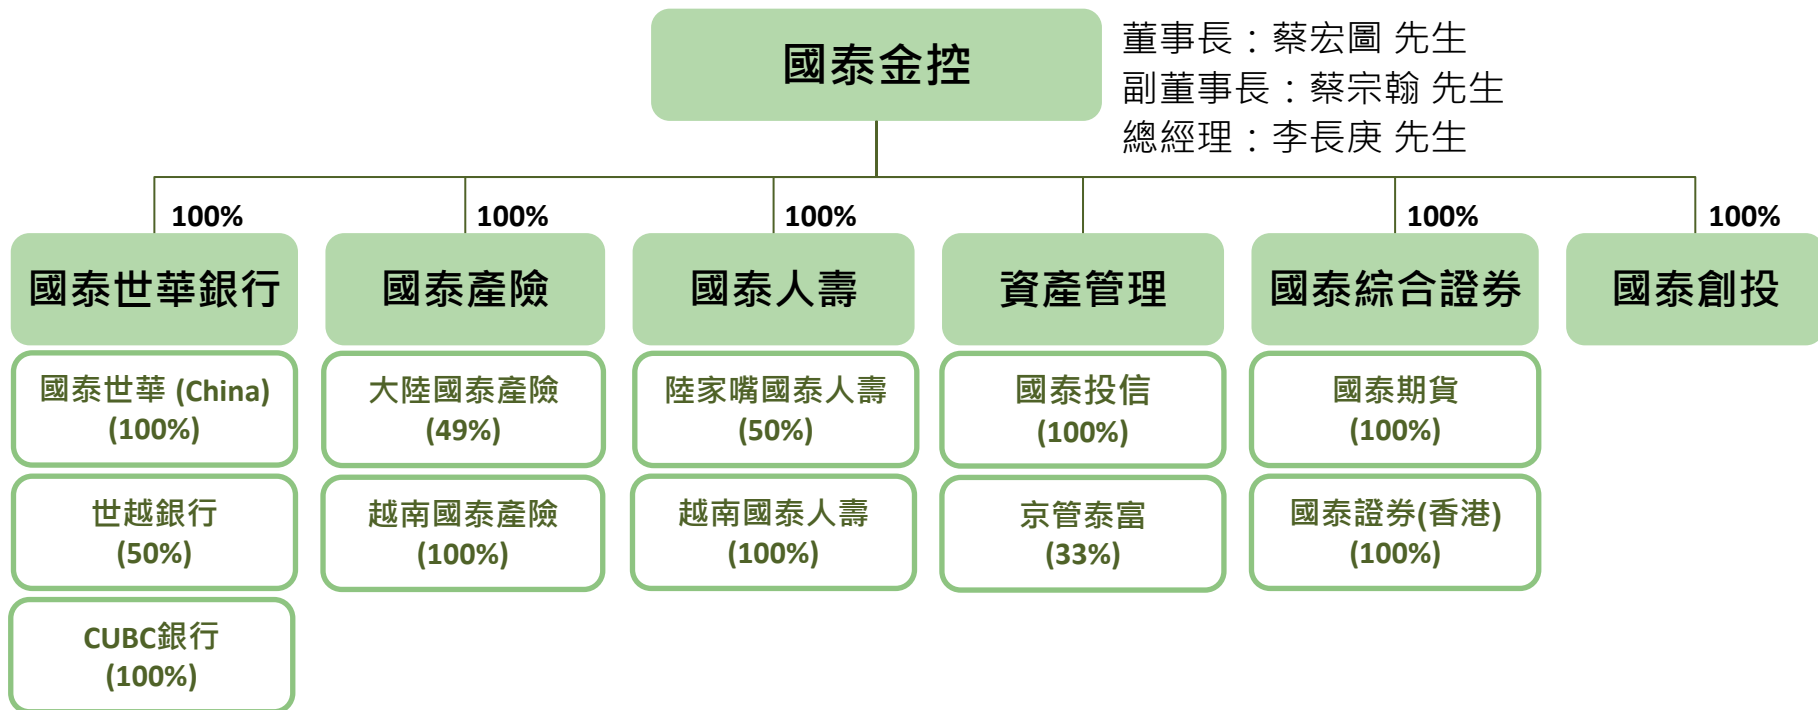 國泰金控
董事長：蔡宏圖 先生
副董事長：蔡宗翰 先生
總經理：李長庚 先生
100%
100%
100%
100%
100%
國泰世華銀行
國泰產險
國泰人壽
資產管理
國泰綜合證券
國泰創投
國泰世華 (China)
(100%)
大陸國泰產險
(49%)
陸家嘴國泰人壽
(50%)
國泰投信
(100%)
國泰期貨
(100%)
世越銀行
(50%)
越南國泰產險
(100%)
越南國泰人壽
(100%)
京管泰富
(33%)
國泰證券(香港)
(100%)
CUBC銀行
(100%)